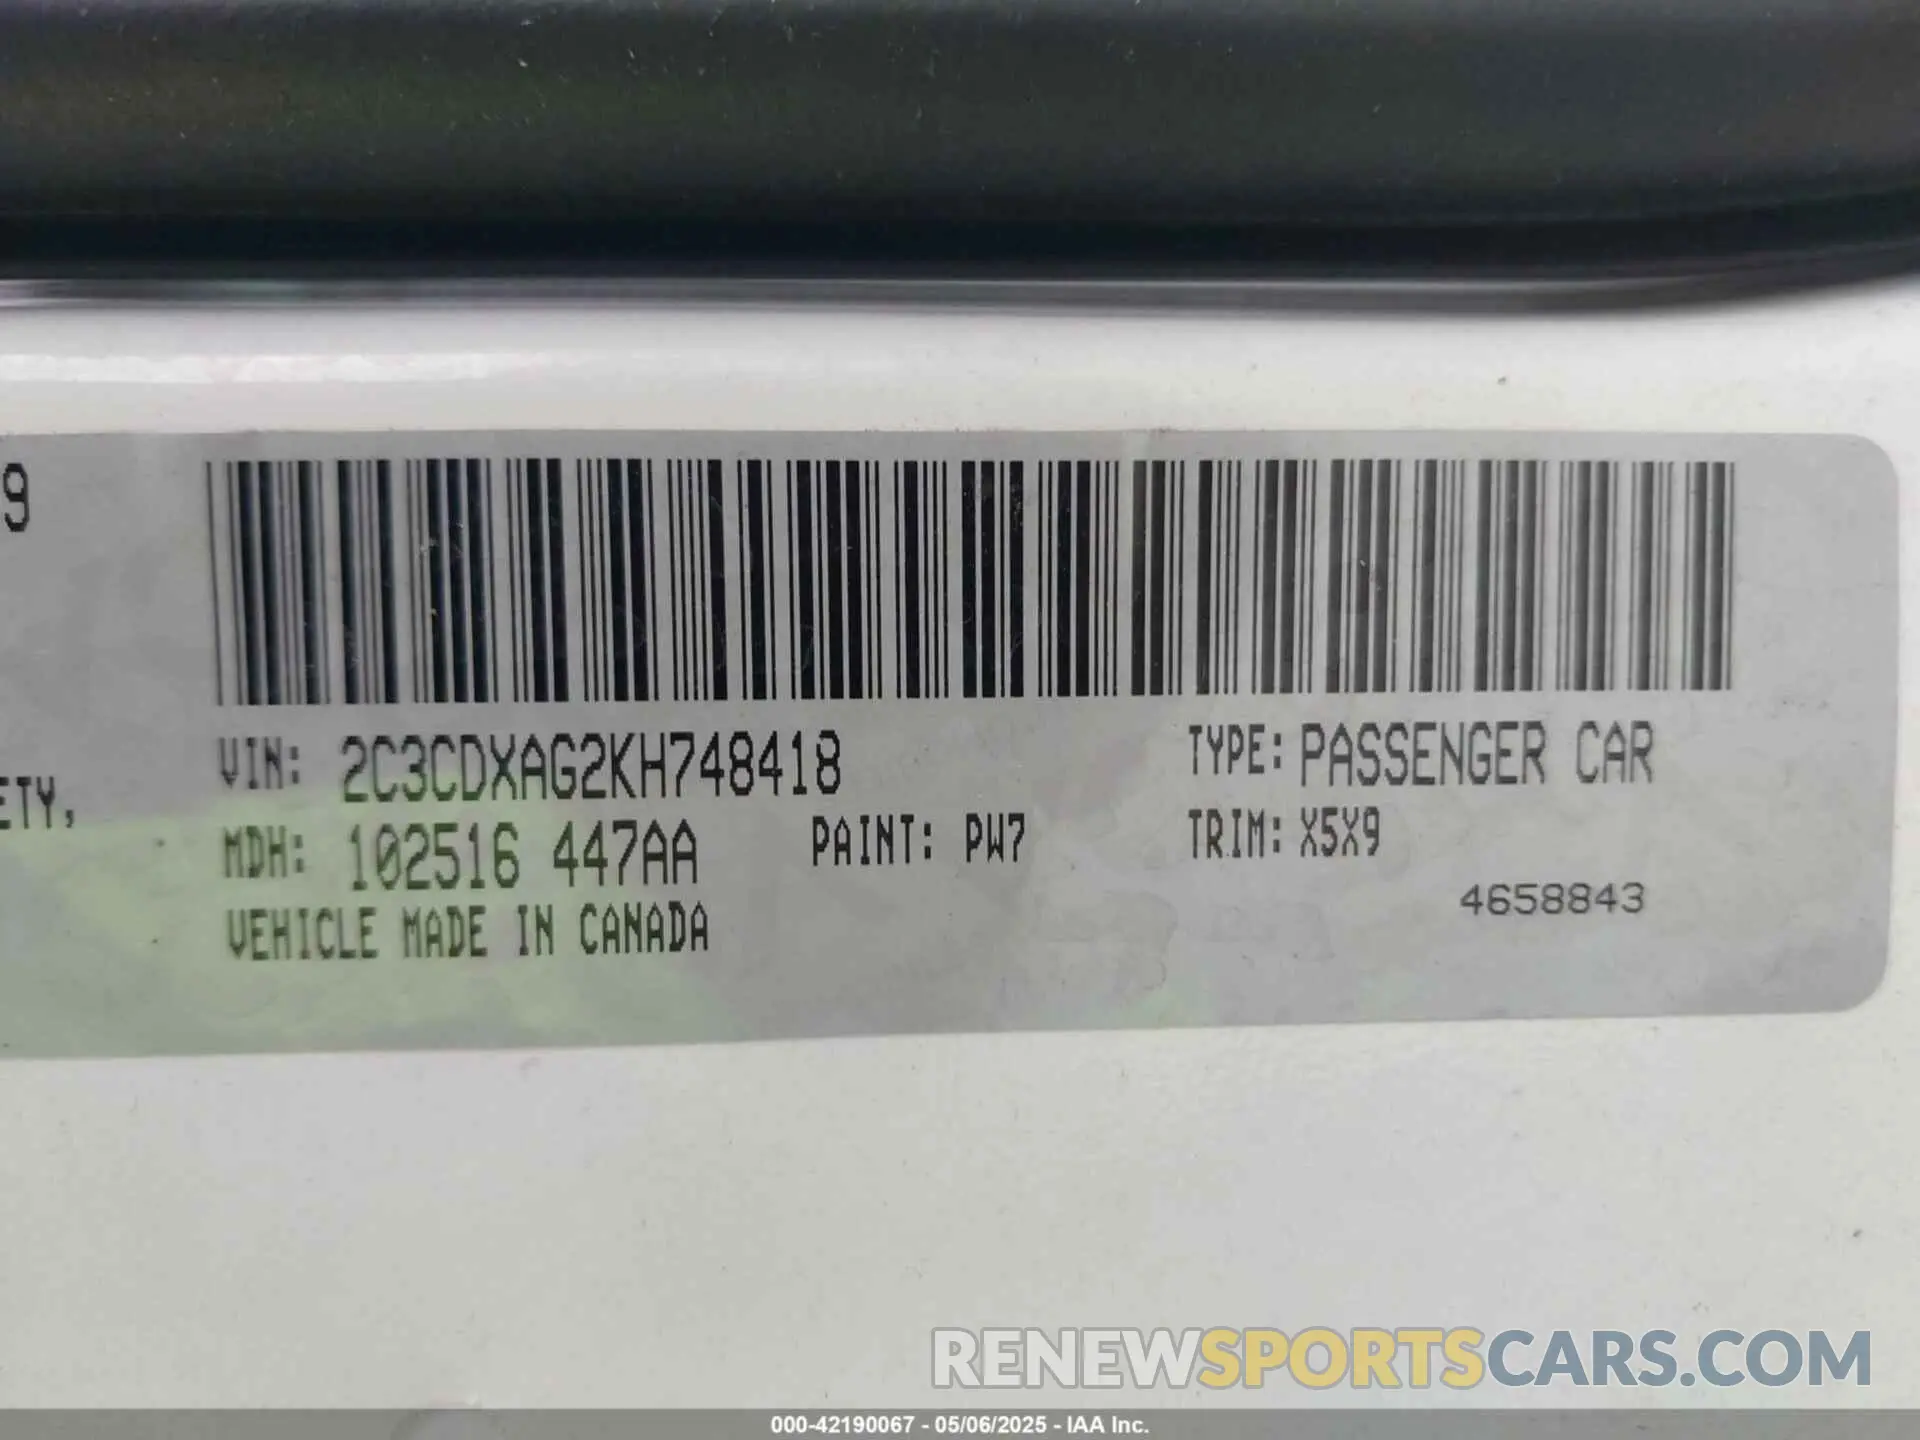 9
ETY,
VIN: 2C3CDXAG2KH748418
TYPE: PASSENGER CAR
MDH: 102516 447AA
PAINT: PW7
TRIM: X5X9
VEHICLE MADE IN CANADA
4658843
RENEWSPORTSCARS.COM
000-42190067 - 05/06/2025 - IAA Inc.